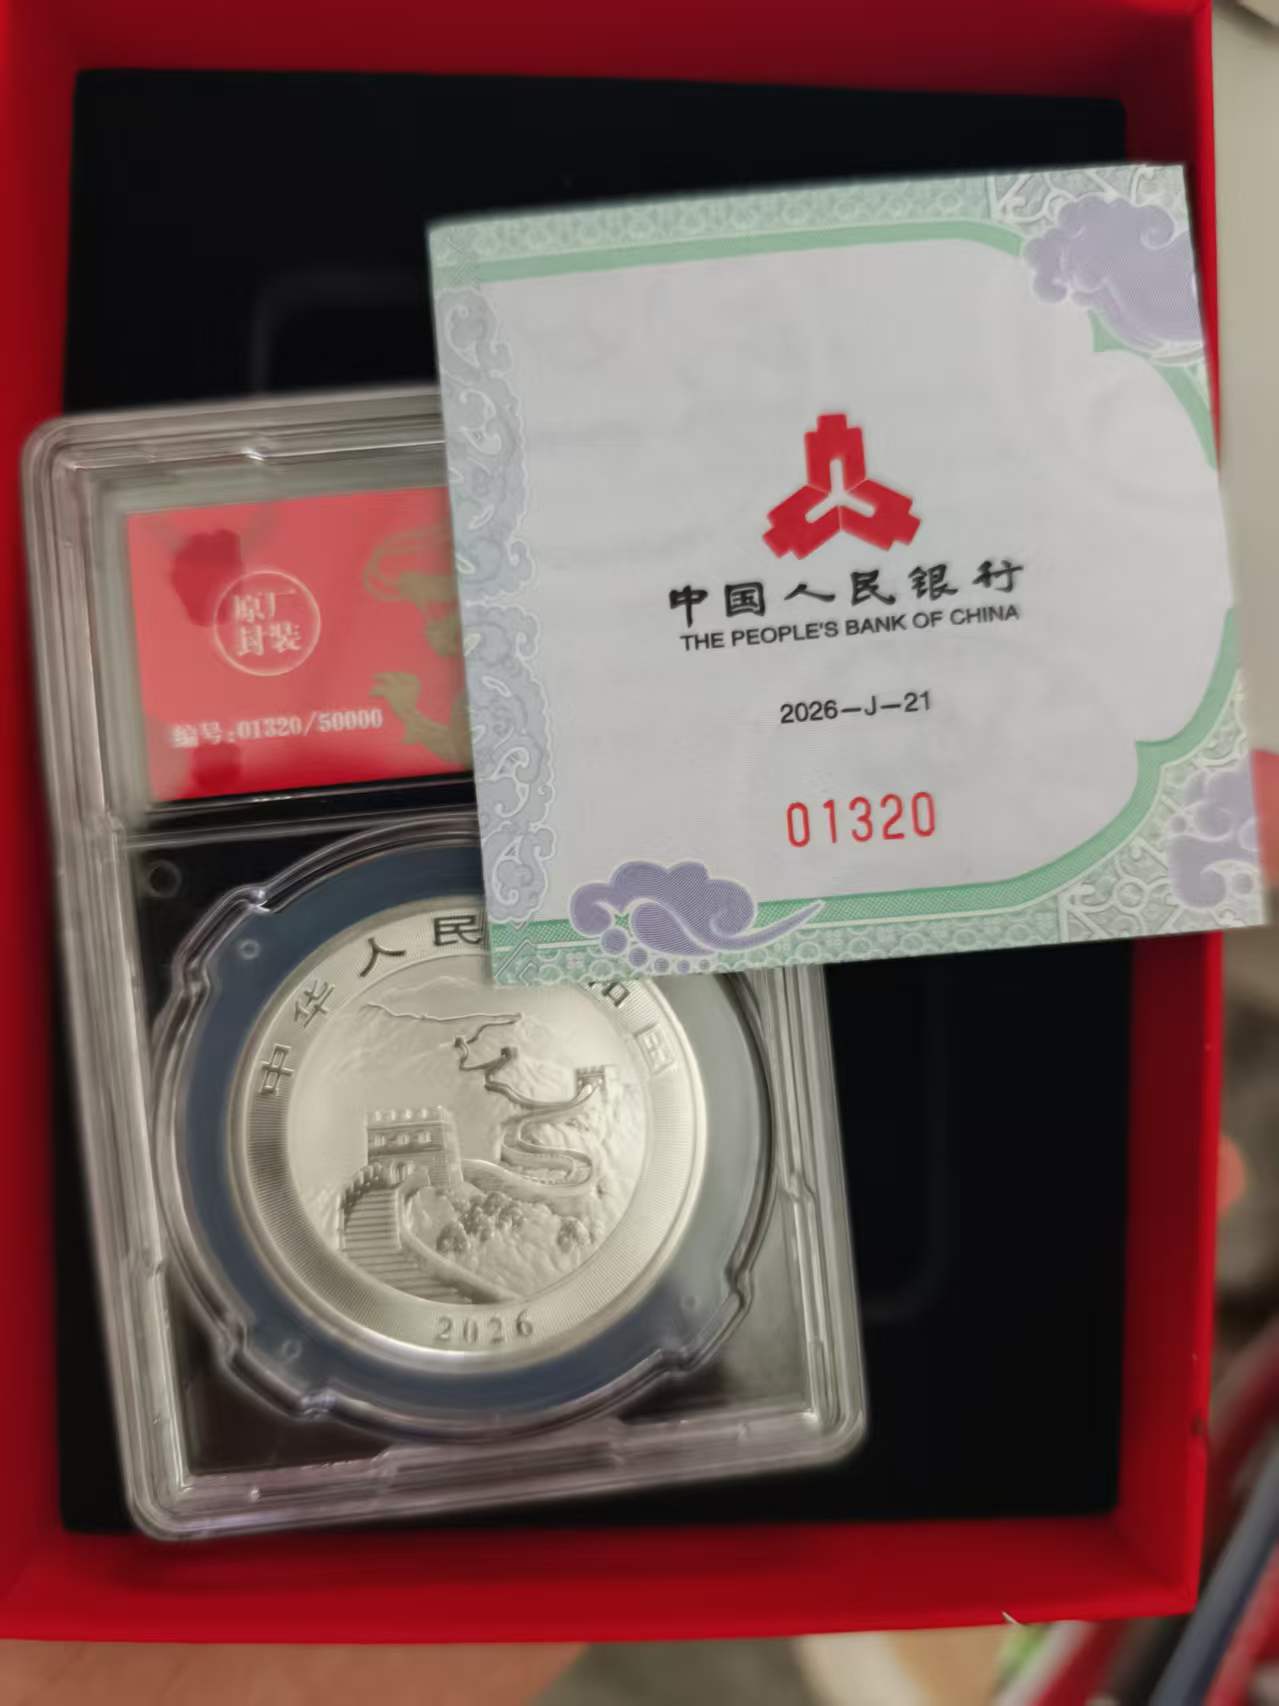 中国人民银行
THE PEOPLE'S BANK OF CHINA
2026-J-21
01320
原厂
封装
编号:01320/50000
中华人民
国
2026